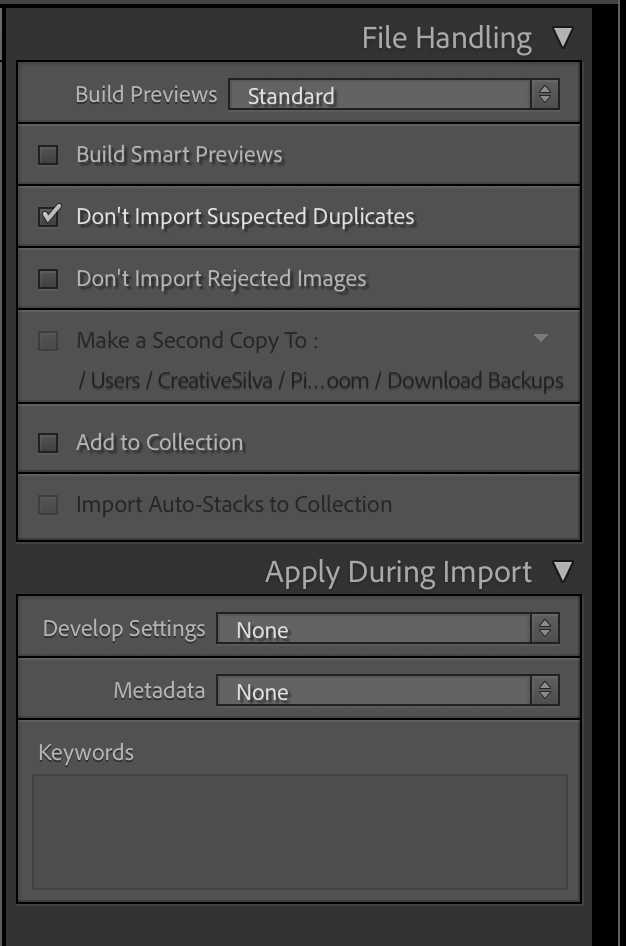 File Handling
Build Previews Standard
Build Smart Previews
Don't Import Suspected Duplicates
Don't Import Rejected Images
Make a Second Copy To :
/ Users / CreativeSilva / Pi…oom / Download Backups
Add to Collection
Import Auto-Stacks to Collection
Apply During Import
Develop Settings None
Metadata None
Keywords